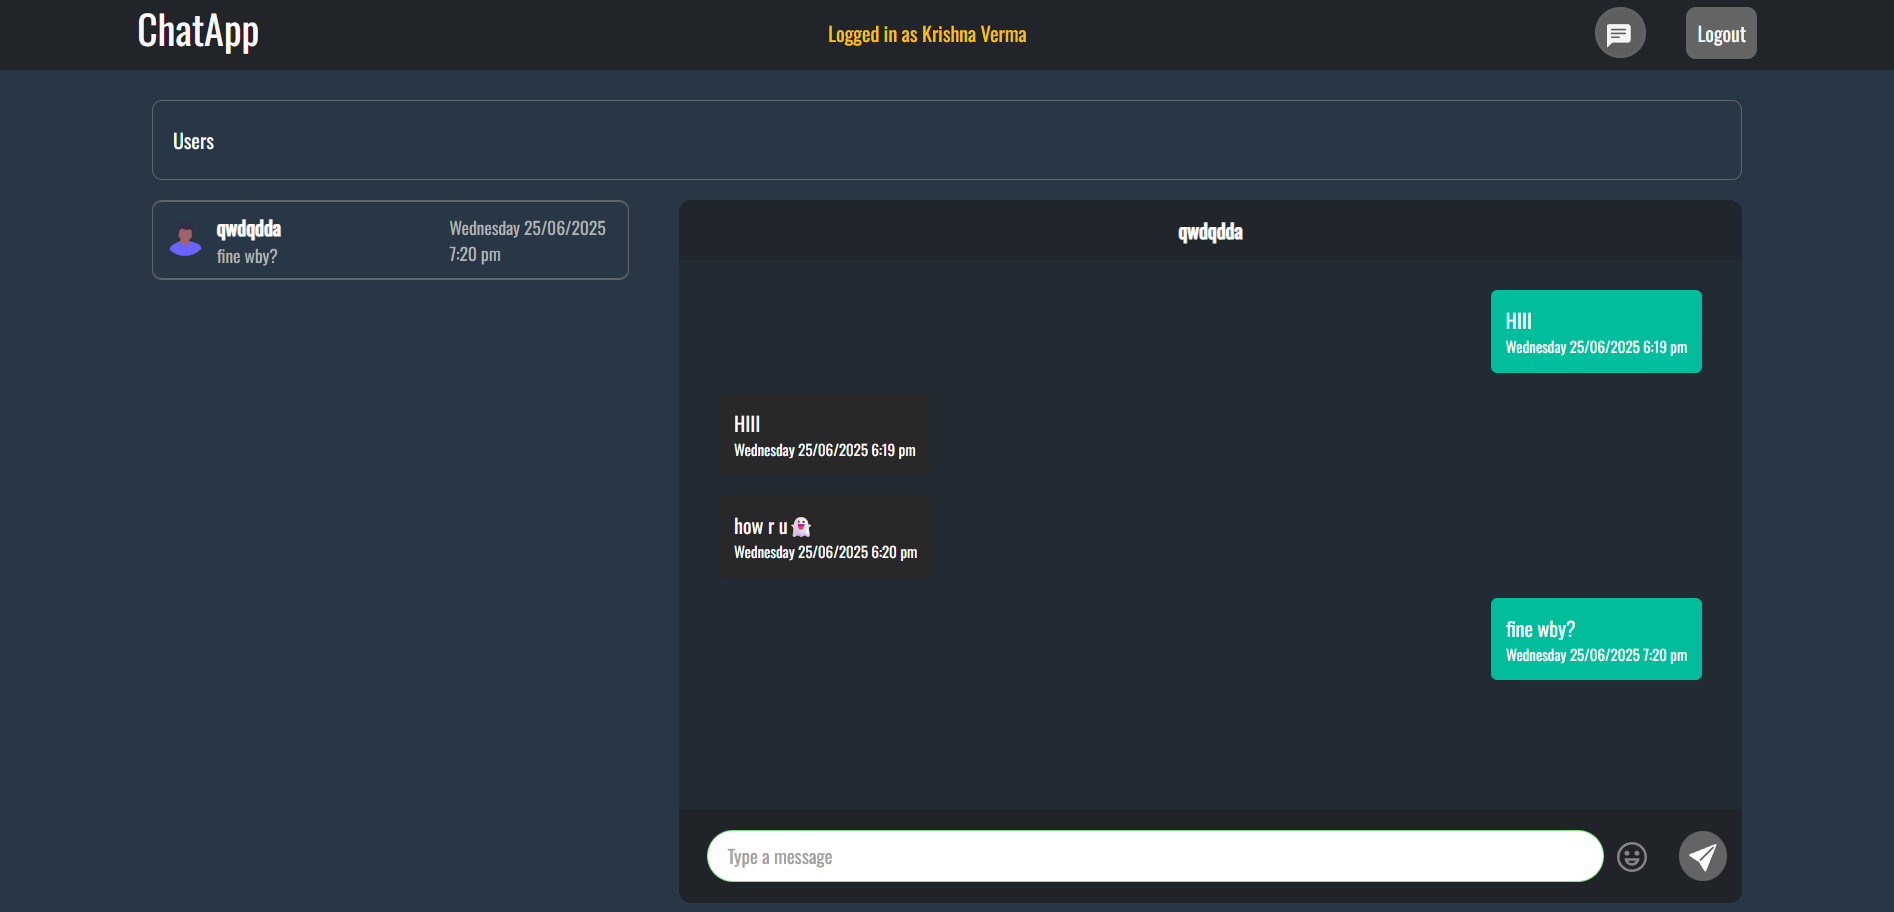 ChatApp
Logged in as Krishna Verma
Logout
Users
qwdqdda
Wednesday 25/06/2025
7:20 pm
fine wby?
qwdqdda
HIII
Wednesday 25/06/2025 6:19 pm
HIII
Wednesday 25/06/2025 6:19 pm
how r u👻
Wednesday 25/06/2025 6:20 pm
fine wby?
Wednesday 25/06/2025 7:20 pm
Type a message